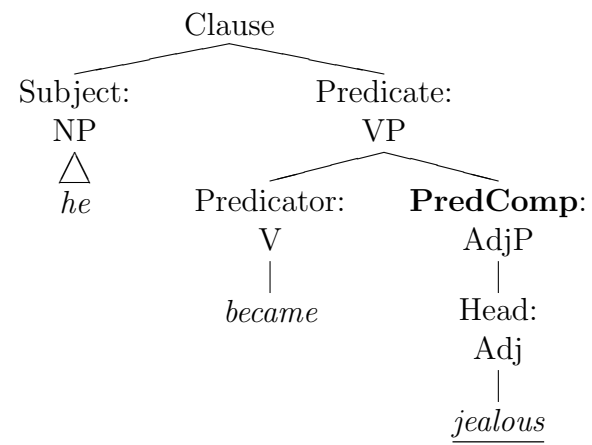 Clause
Subject: Predicate:
NP VP
he Predicator: PredComp:
V AdjP
became Head:
Adj
jealous